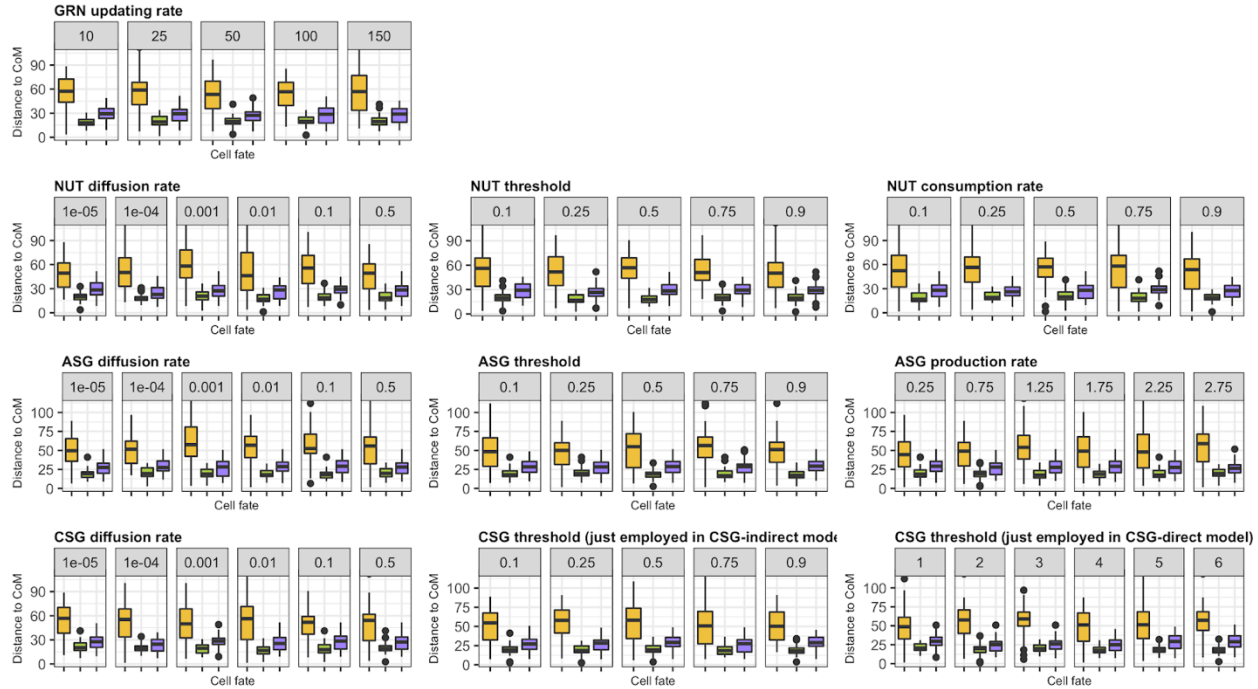 GRN updating rate
10 25 50 100 150
Distance to CoM
90
60
30
0
Cell fate
NUT diffusion rate
1e-05 1e-04 0.001 0.01 0.1 0.5
Distance to CoM
90
60
30
0
Cell fate
NUT threshold
0.1 0.25 0.5 0.75 0.9
Distance to CoM
90
60
30
0
Cell fate
NUT consumption rate
0.1 0.25 0.5 0.75 0.9
Distance to CoM
90
60
30
0
Cell fate
ASG diffusion rate
1e-05 1e-04 0.001 0.01 0.1 0.5
Distance to CoM
100
75
50
25
0
Cell fate
ASG threshold
0.1 0.25 0.5 0.75 0.9
Distance to CoM
100
75
50
25
0
Cell fate
ASG production rate
0.25 0.75 1.25 1.75 2.25 2.75
Distance to CoM
100
75
50
25
0
Cell fate
CSG diffusion rate
1e-05 1e-04 0.001 0.01 0.1 0.5
Distance to CoM
90
60
30
0
Cell fate
CSG threshold (just employed in CSG-indirect mode
0.1 0.25 0.5 0.75 0.9
Distance to CoM
100
75
50
25
0
Cell fate
CSG threshold (just employed in CSG-direct model)
1 2 3 4 5 6
Distance to CoM
100
75
50
25
0
Cell fate